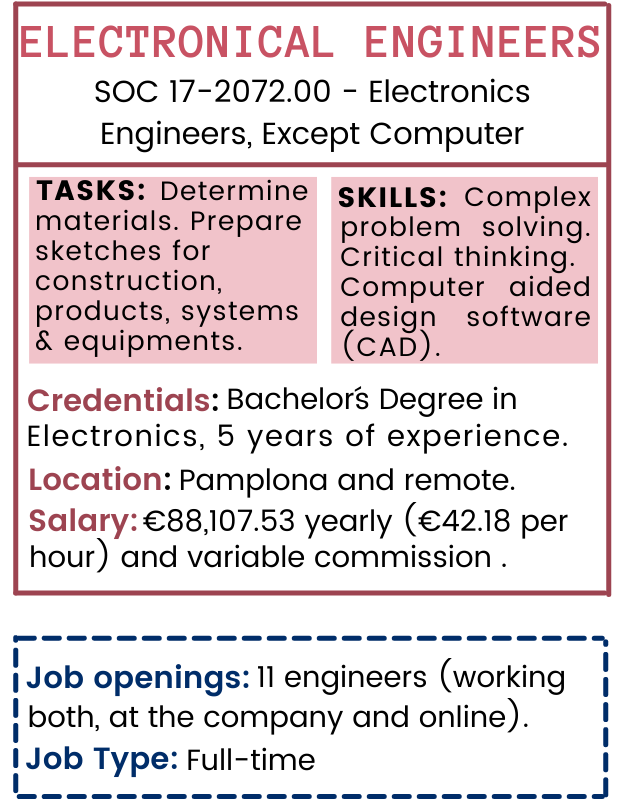 ELECTRONICAL ENGINEERS
SOC 17-2072.00 - Electronics
Engineers, Except Computer
TASKS: Determine
materials. Prepare
sketches for
construction,
products, systems
& equipments.
SKILLS: Complex
problem solving.
Critical thinking.
Computer aided
design software
(CAD).
Credentials: Bachelor´s Degree in
Electronics, 5 years of experience.
Location: Pamplona and remote.
Salary: €88,107.53 yearly (€42.18 per
hour) and variable commission .
Job openings: 11 engineers (working
both, at the company and online).
Job Type: Full-time